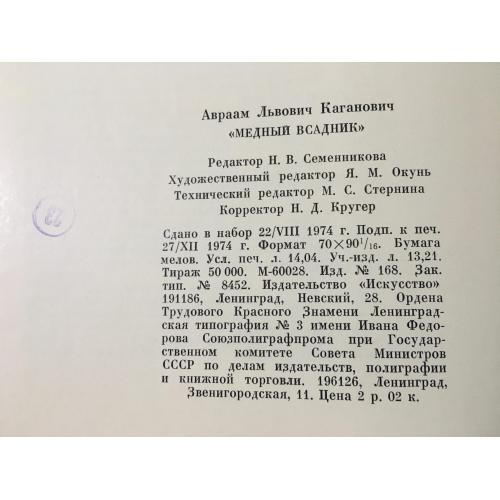 Авраам Львович Каганович
«МЕДНЫЙ ВСАДНИК»
Редактор Н. В. Семенникова
Художественный редактор Я. М. Окунь
Технический редактор М. С. Стернина
Корректор Н. Д. Кругер
Сдано в набор 22/VIII 1974 г. Подп. к печ.
27/XII 1974 г. Формат 70×90¹/₁₆. Бумага
мелов. Усл. печ. л. 14,04. Уч.-изд. л. 13,21.
Тираж 50 000. М-60028. Изд. № 168. Зак.
тип. № 8452. Издательство «Искусство»
191186, Ленинград, Невский, 28. Ордена
Трудового Красного Знамени Ленинград-
ская типография № 3 имени Ивана Федо-
рова Союзполиграфпрома при Государ-
ственном комитете Совета Министров
СССР по делам издательств, полиграфии
и книжной торговли. 196126, Ленинград,
Звенигородская, 11. Цена 2 р. 02 к.
23